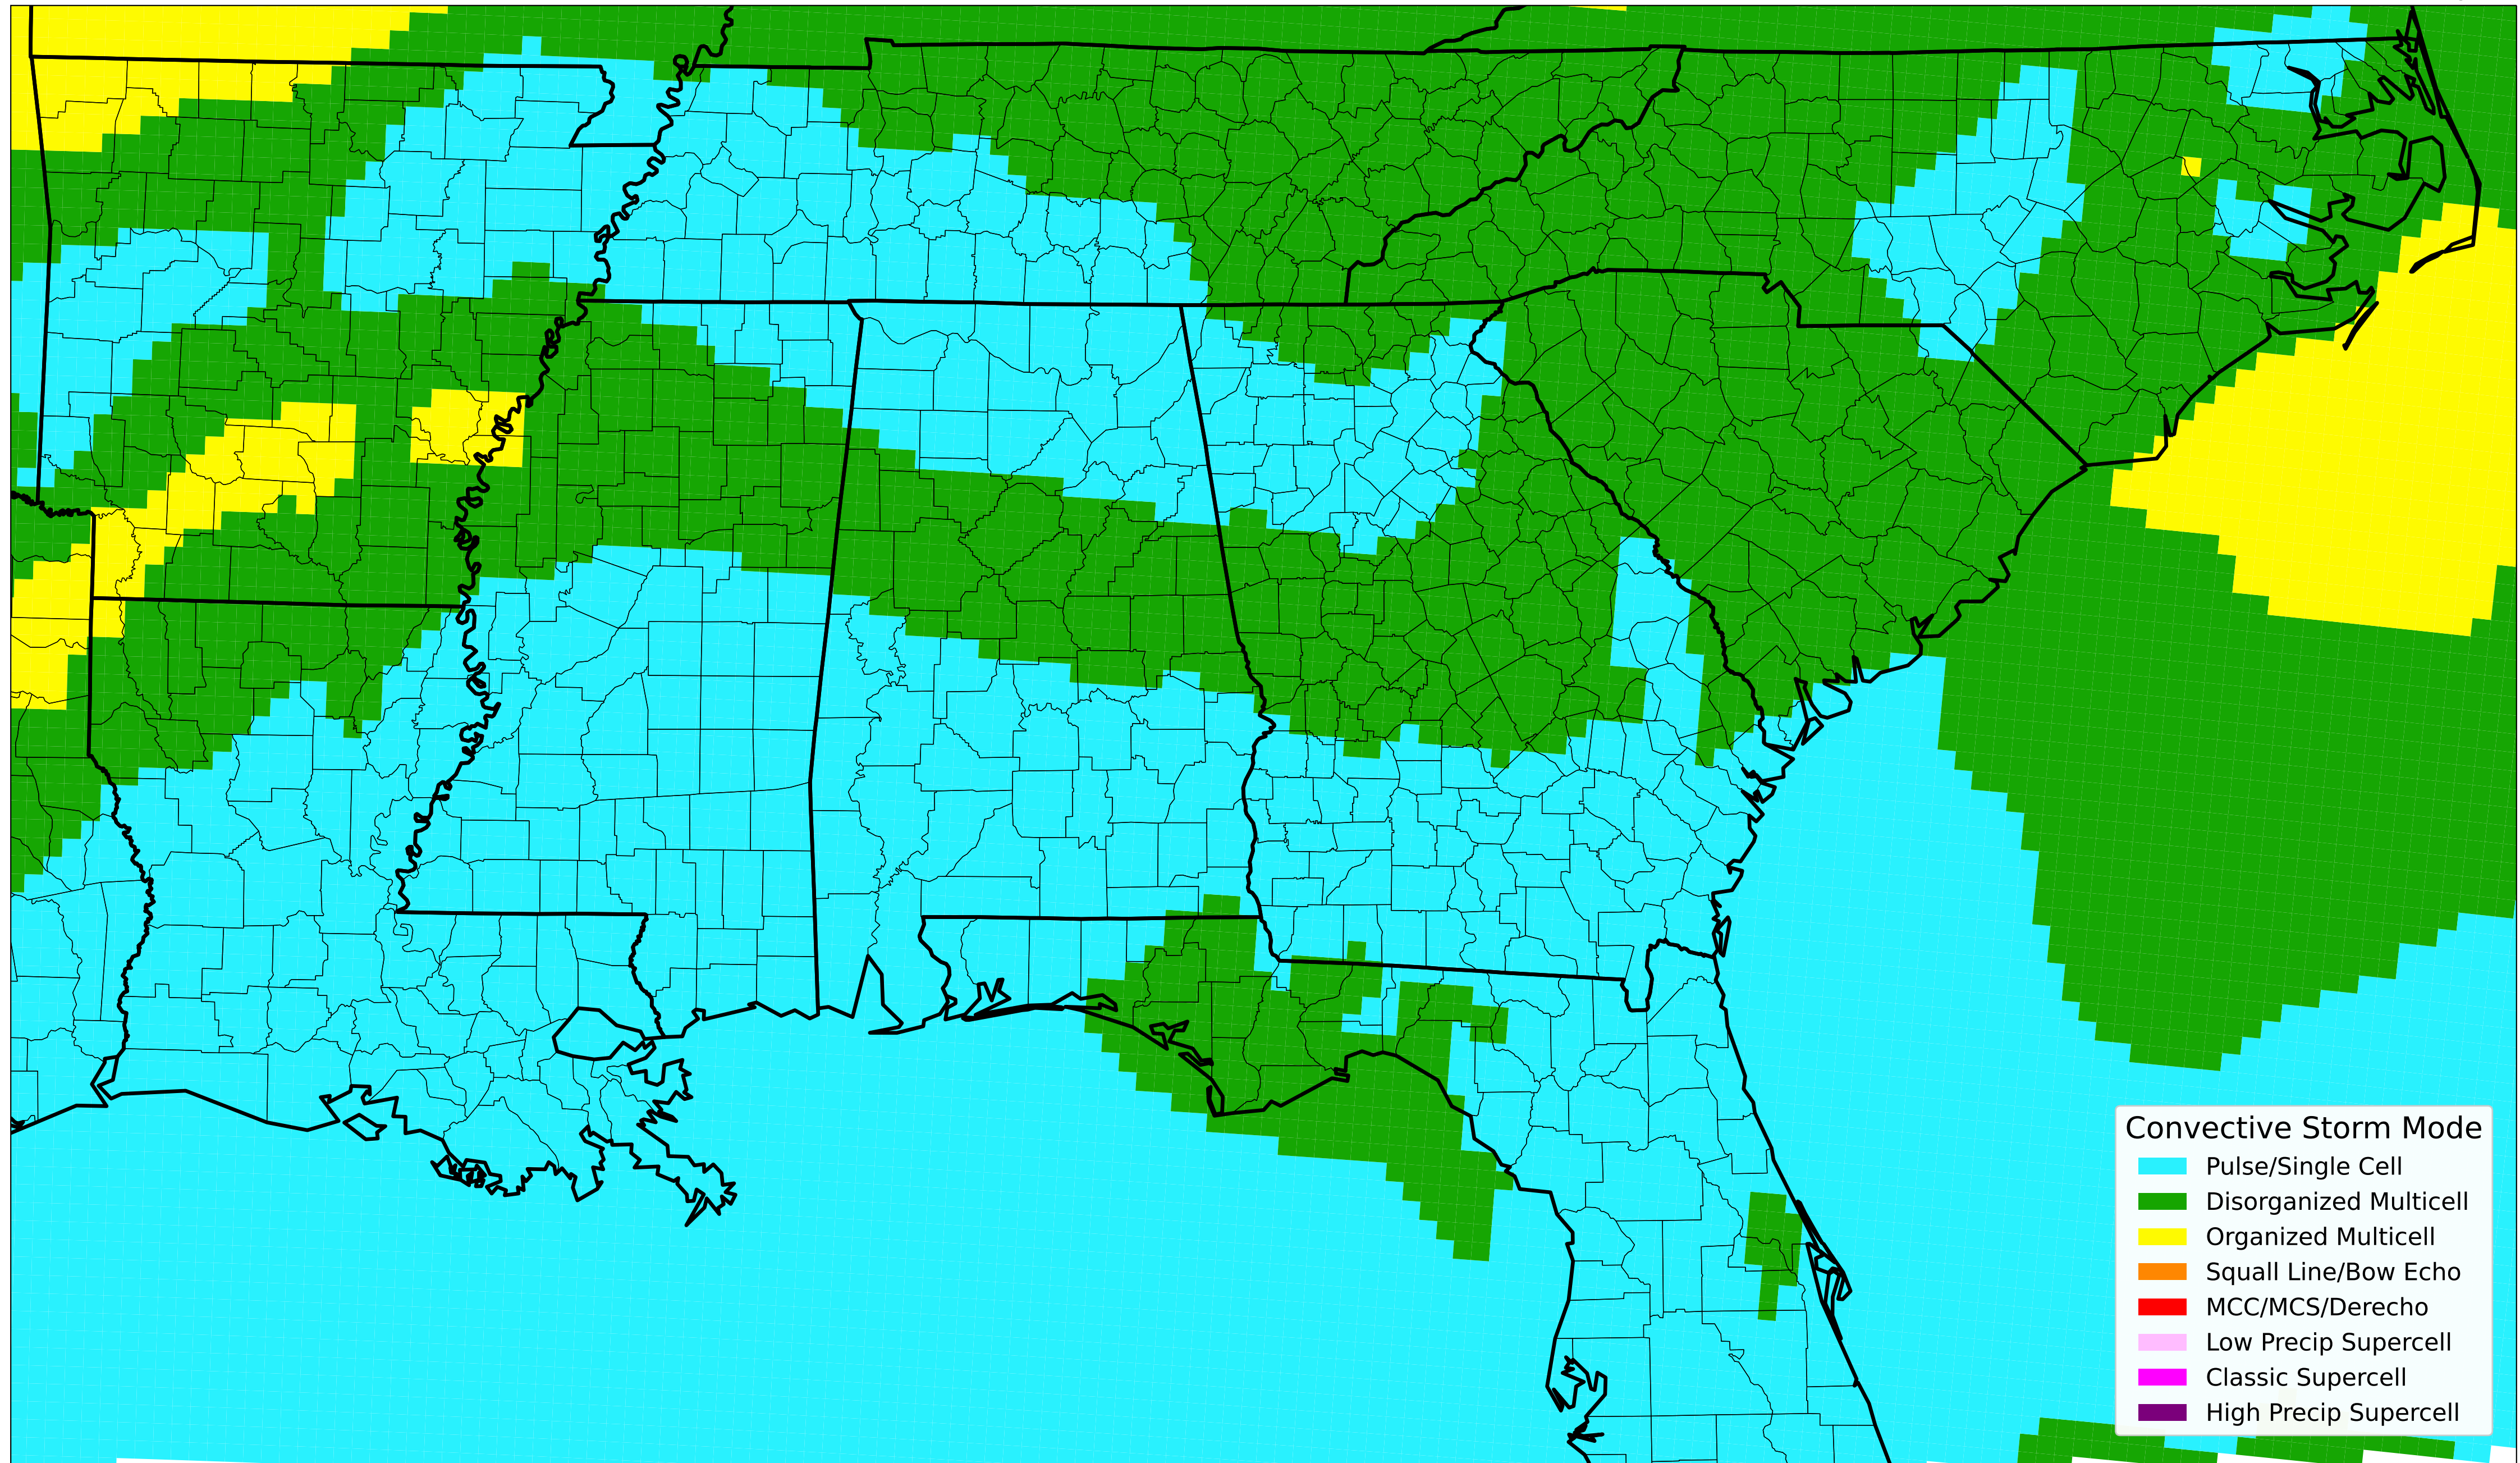 Convective Storm Mode
Pulse/Single Cell
Disorganized Multicell
Organized Multicell
Squall Line/Bow Echo
MCC/MCS/Derecho
Low Precip Supercell
Classic Supercell
High Precip Supercell